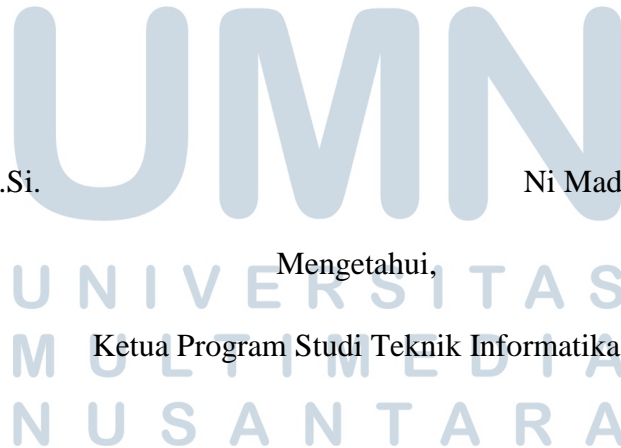 UMN
.Si. Ni Mad
Mengetahui,
UNIVERSITAS
Ketua Program Studi Teknik Informatika
MULTIMEDIA
NUSANTARA